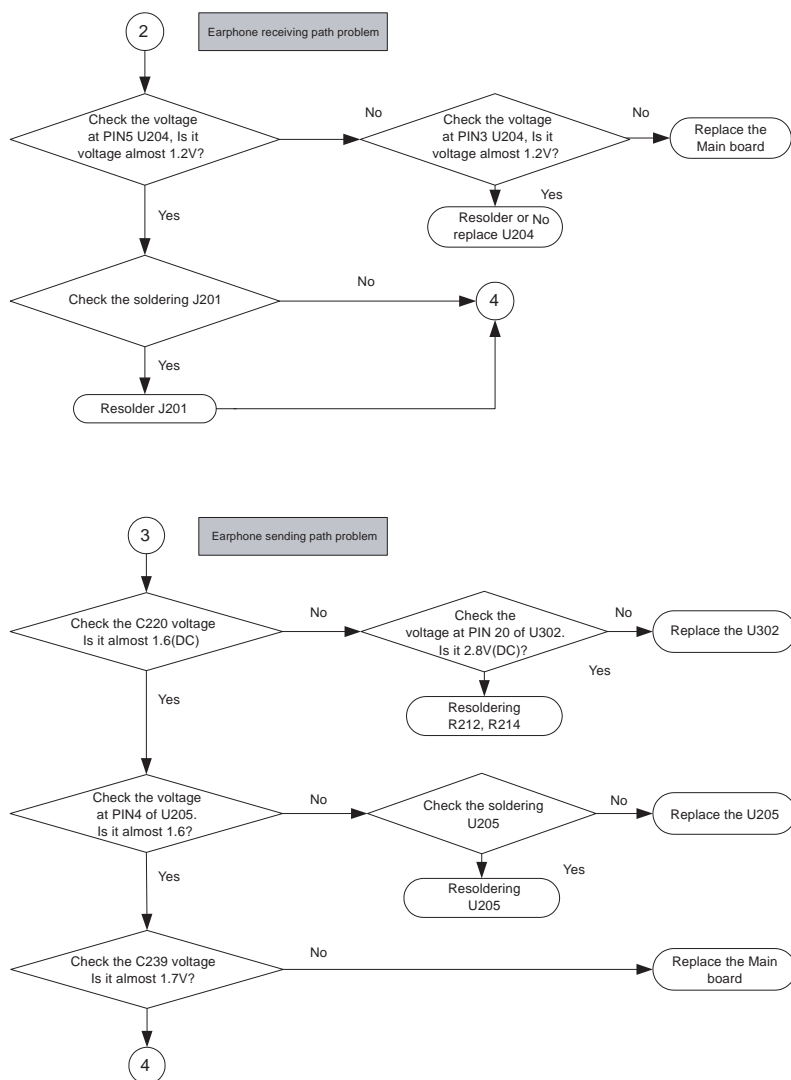 2
Earphone receiving path problem
Check the voltage
at PIN5 U204, Is it
voltage almost 1.2V?
No
Check the voltage
at PIN3 U204, Is it
voltage almost 1.2V?
No
Replace the
Main board
Yes
Yes
Resolder or No
replace U204
Check the soldering J201
No
4
Yes
Resolder J201
3
Earphone sending path problem
Check the C220 voltage
Is it almost 1.6(DC)
No
Check the
voltage at PIN 20 of U302.
Is it 2.8V(DC)?
No
Replace the U302
Yes
Yes
Resoldering
R212, R214
Check the voltage
at PIN4 of U205.
Is it almost 1.6?
No
Check the soldering
U205
No
Replace the U205
Yes
Yes
Resoldering
U205
Check the C239 voltage
Is it almost 1.7V?
No
Replace the Main
board
4